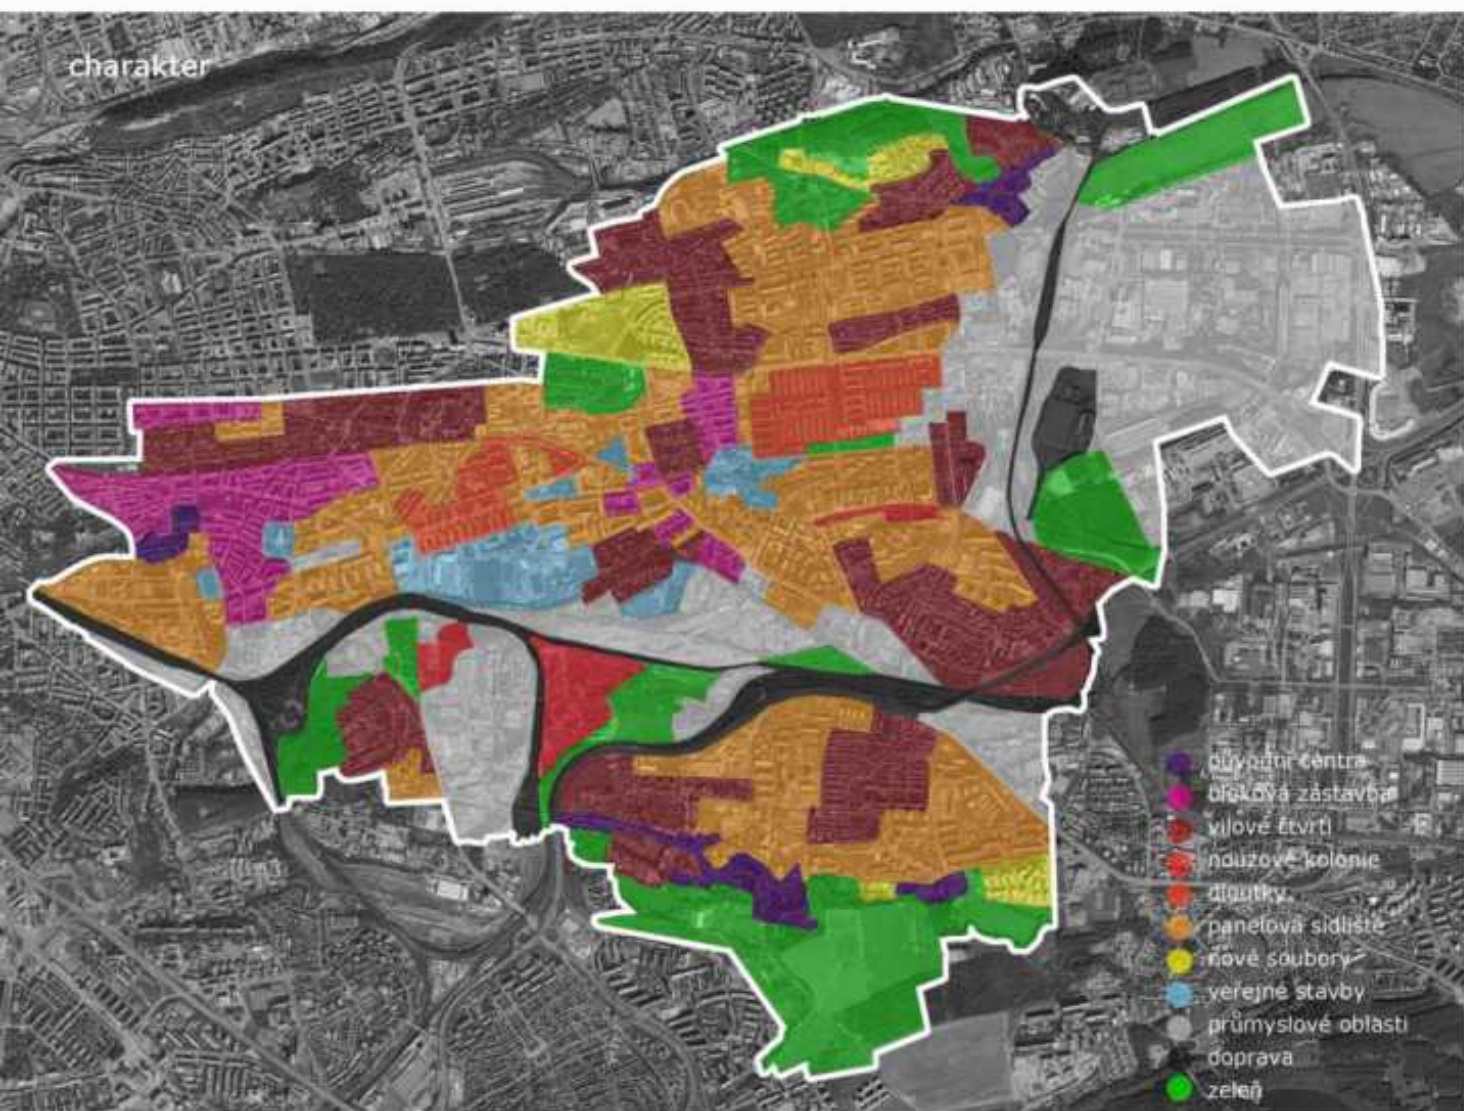 charakter
původní centra
bloková zástavba
vilové čtvrti
nouzové kolonie
dloutky
panelová sídliště
nové soubory
veřejné stavby
průmyslové oblasti
doprava
zeleň